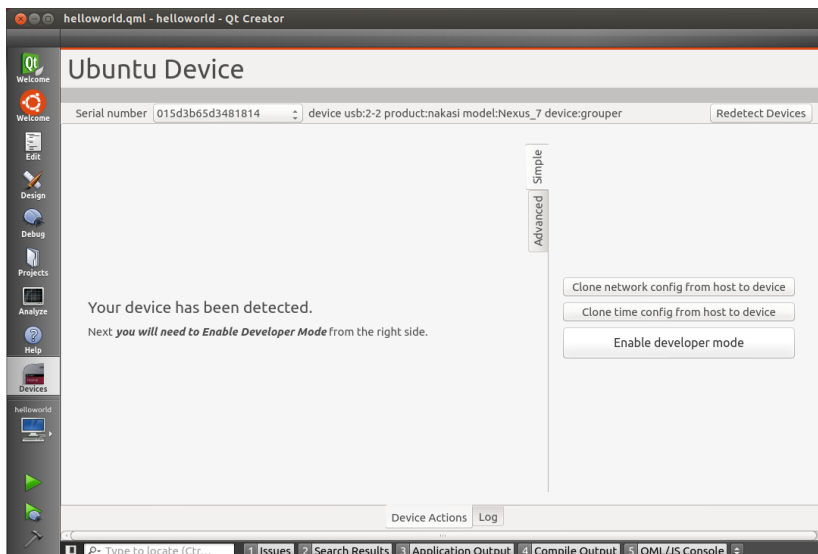 helloworld.qml - helloworld - Qt Creator
Qt
Welcome
Welcome
Edit
Design
Debug
Projects
Analyze
Help
Devices
helloworld
Ubuntu Device
Serial number 015d3b65d3481814 device usb:2-2 product:nakasi model:Nexus_7 device:grouper Redetect Devices
Simple
Advanced
Your device has been detected.
Next you will need to Enable Developer Mode from the right side.
Clone network config from host to device
Clone time config from host to device
Enable developer mode
Device Actions Log
Type to locate (Ctr... 1 Issues 2 Search Results 3 Application Output 4 Compile Output 5 QML/JS Console